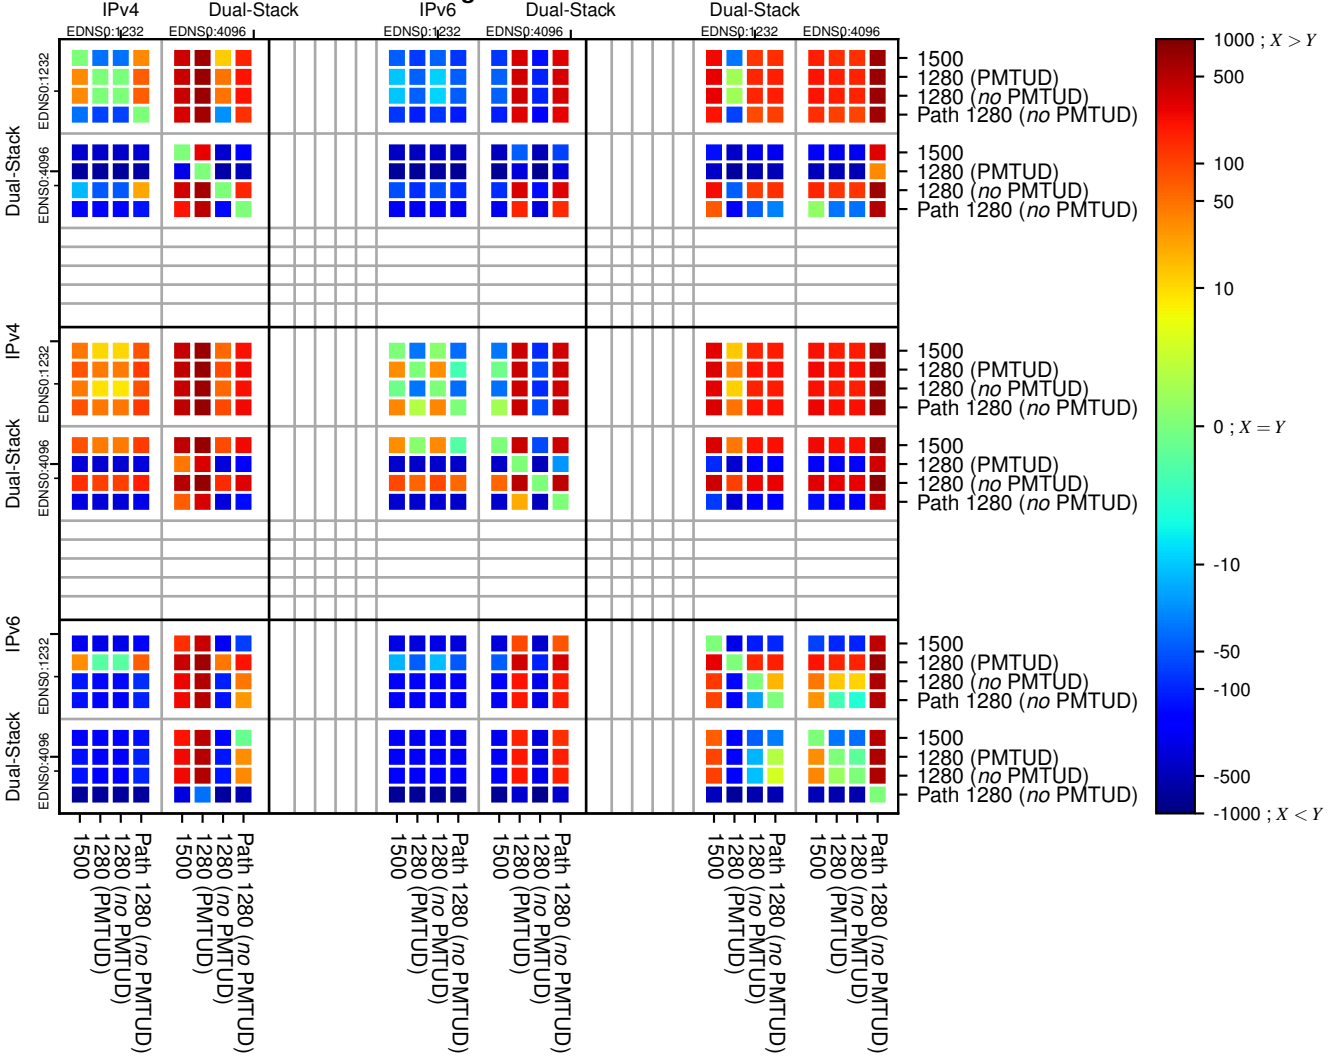 IPv4 Dual-Stack IPv6 Dual-Stack Dual-Stack
EDNS0:1232 EDNS0:4096 EDNS0:1232 EDNS0:4096 EDNS0:1232 EDNS0:4096
Dual-Stack
EDNS0:1232
1500
1280 (PMTUD)
1280 (no PMTUD)
Path 1280 (no PMTUD)
EDNS0:4096
1500
1280 (PMTUD)
1280 (no PMTUD)
Path 1280 (no PMTUD)
IPv4
Dual-Stack
EDNS0:1232
1500
1280 (PMTUD)
1280 (no PMTUD)
Path 1280 (no PMTUD)
EDNS0:4096
1500
1280 (PMTUD)
1280 (no PMTUD)
Path 1280 (no PMTUD)
IPv6
Dual-Stack
EDNS0:1232
1500
1280 (PMTUD)
1280 (no PMTUD)
Path 1280 (no PMTUD)
EDNS0:4096
1500
1280 (PMTUD)
1280 (no PMTUD)
Path 1280 (no PMTUD)
1500
1280 (PMTUD)
1280 (no PMTUD)
Path 1280 (no PMTUD)
1500
1280 (PMTUD)
1280 (no PMTUD)
Path 1280 (no PMTUD)
1500
1280 (PMTUD)
1280 (no PMTUD)
Path 1280 (no PMTUD)
1500
1280 (PMTUD)
1280 (no PMTUD)
Path 1280 (no PMTUD)
1500
1280 (PMTUD)
1280 (no PMTUD)
Path 1280 (no PMTUD)
1500
1280 (PMTUD)
1280 (no PMTUD)
Path 1280 (no PMTUD)
1000 ; X > Y
500
100
50
10
0 ; X = Y
-10
-50
-100
-500
-1000 ; X < Y